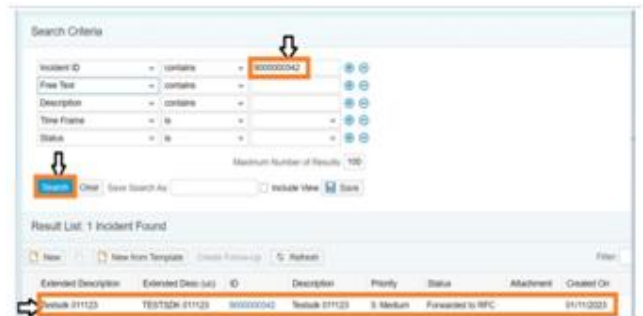 Search Criteria
Incident ID contains 9000000342
Free Text contains
Description contains
Time Frame is
Status is
Maximum Number of Results 100
Search Clear Save Search As Include View Save
Result List: 1 Incident Found
New New from Template Create Follow-Up Refresh Filter
Extended Description Extended Desc (uc) ID Description Priority Status Attachment Created On
Testsdk 011123 TESTSDK 011123 9000000342 Testsdk 011123 3: Medium Forwarded to RFC 01/11/2023